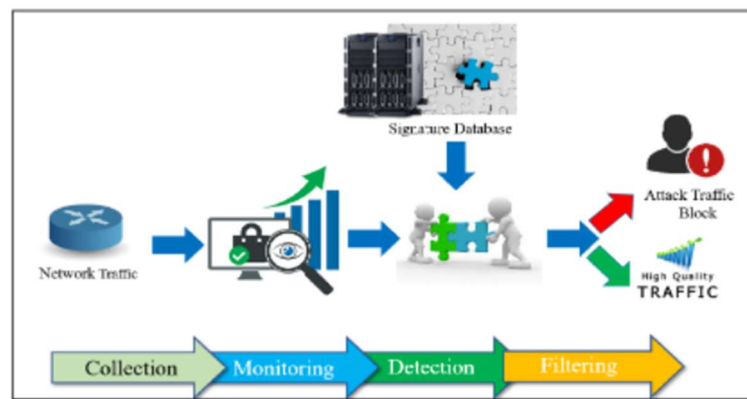 Signature Database
Attack Traffic
Block
Network Traffic
High Quality
TRAFFIC
Collection
Monitoring
Detection
Filtering